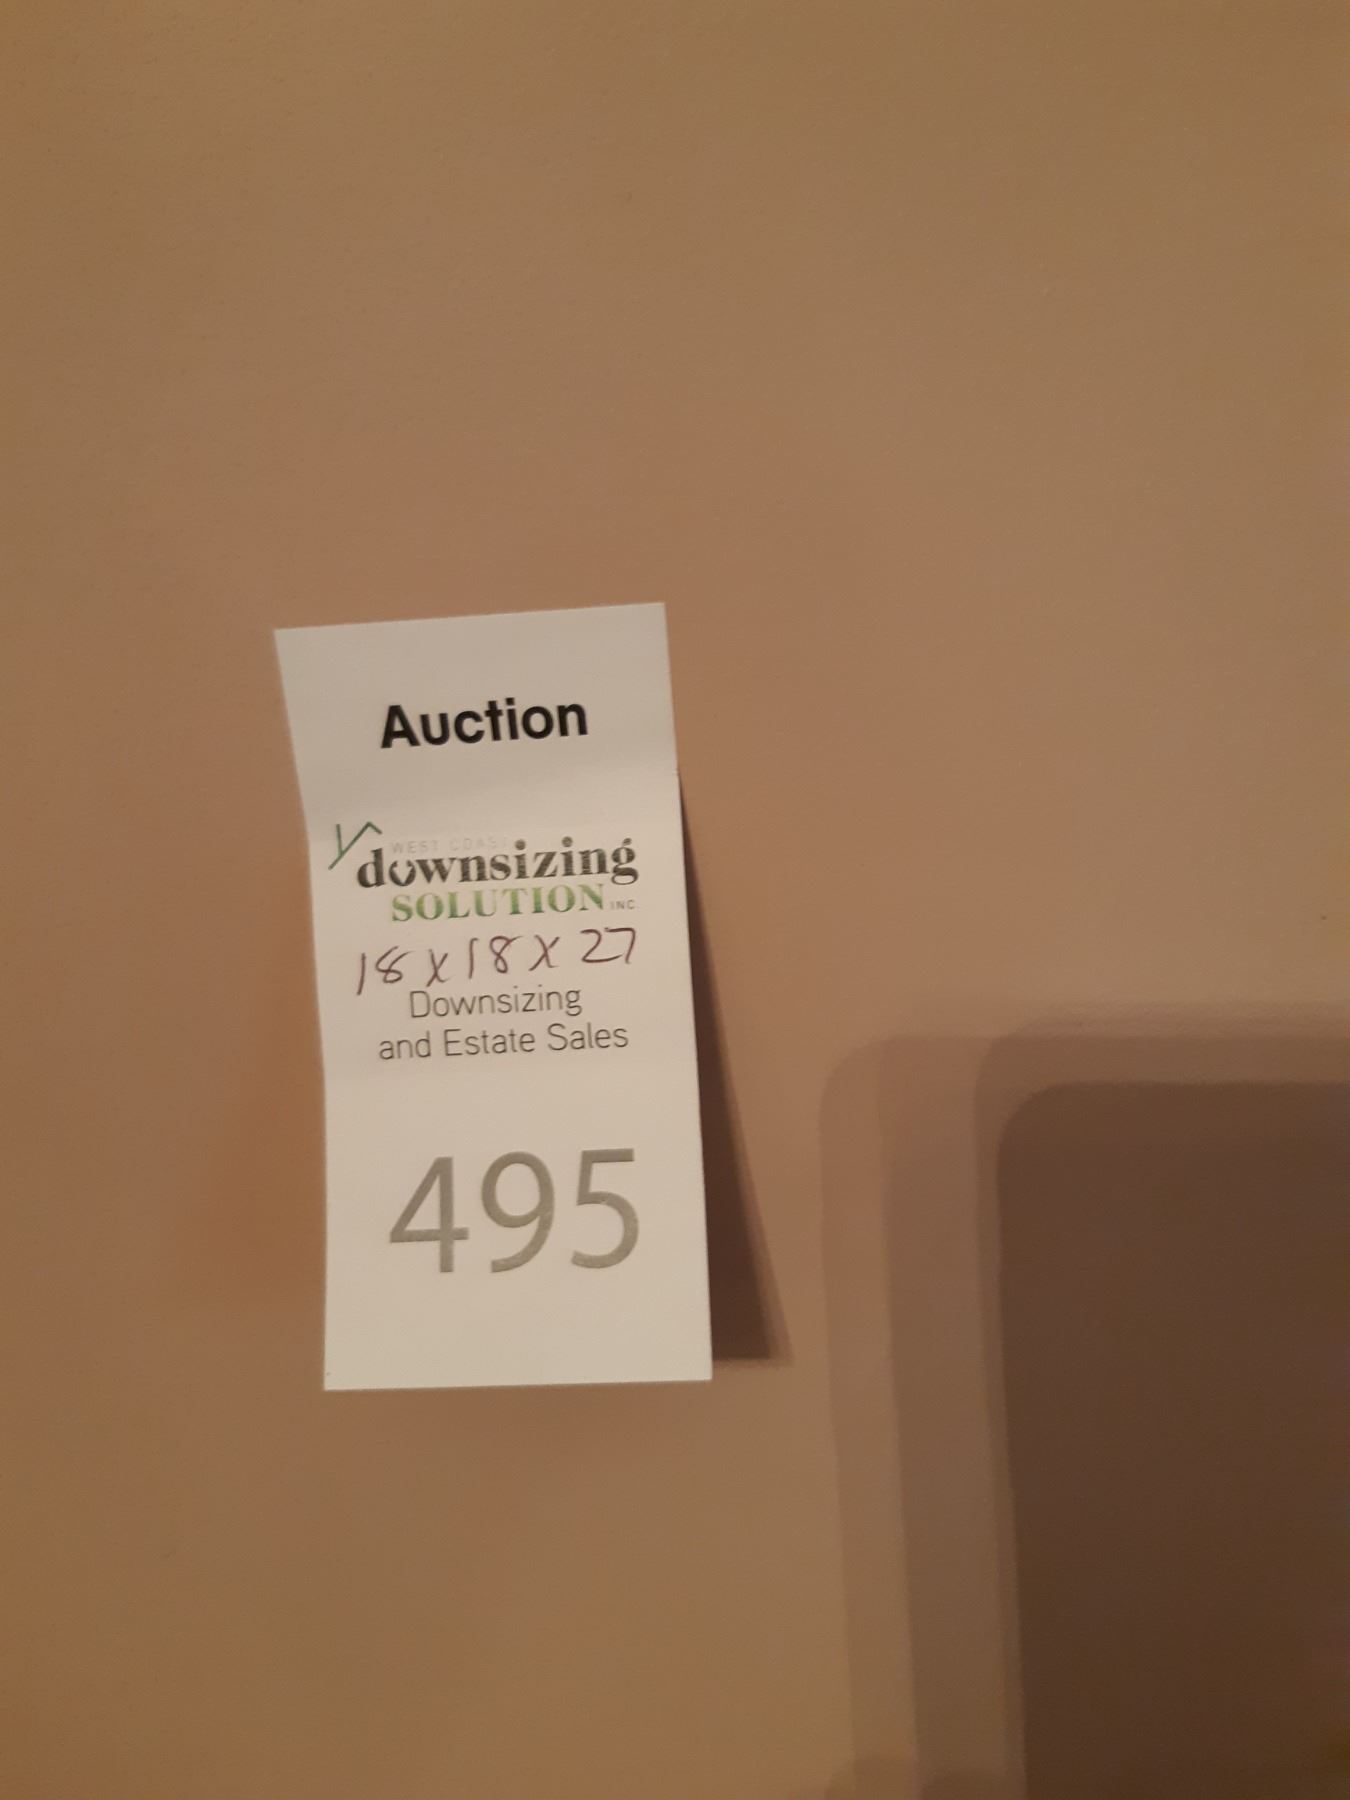 Auction
WEST COAST
downsizing
SOLUTION INC
18 x 18 x 27
Downsizing
and Estate Sales
495